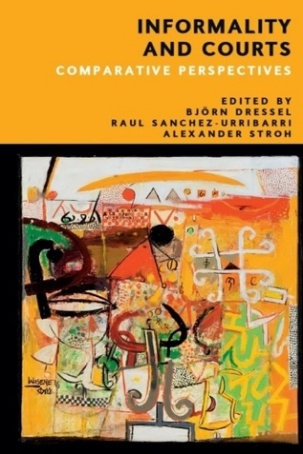 INFORMALITY
AND COURTS
COMPARATIVE PERSPECTIVES
EDITED BY
BJÖRN DRESSEL
RAUL SANCHEZ-URRIBARRI
ALEXANDER STROH